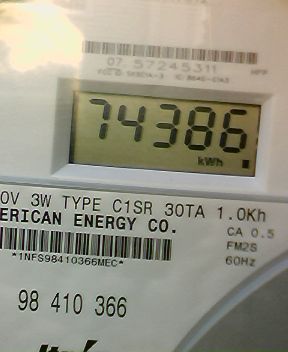 07 57245311
74386
kWh
0V 3W TYPE C1SR 30TA 1.0Kh
ERICAN ENERGY CO.
CA 0.5
FM2S
*1NFS98410366MEC*
60Hz
98 410 366